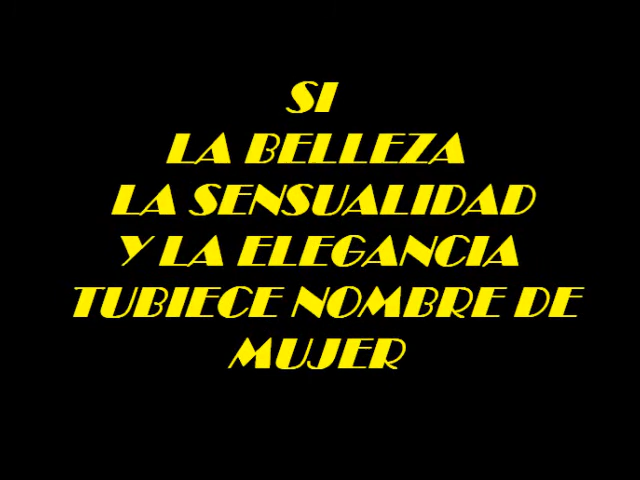 SI
LA BELLEZA
LA SENSUALIDAD
Y LA ELEGANCIA
TUBIECE NOMBRE DE
MUJER